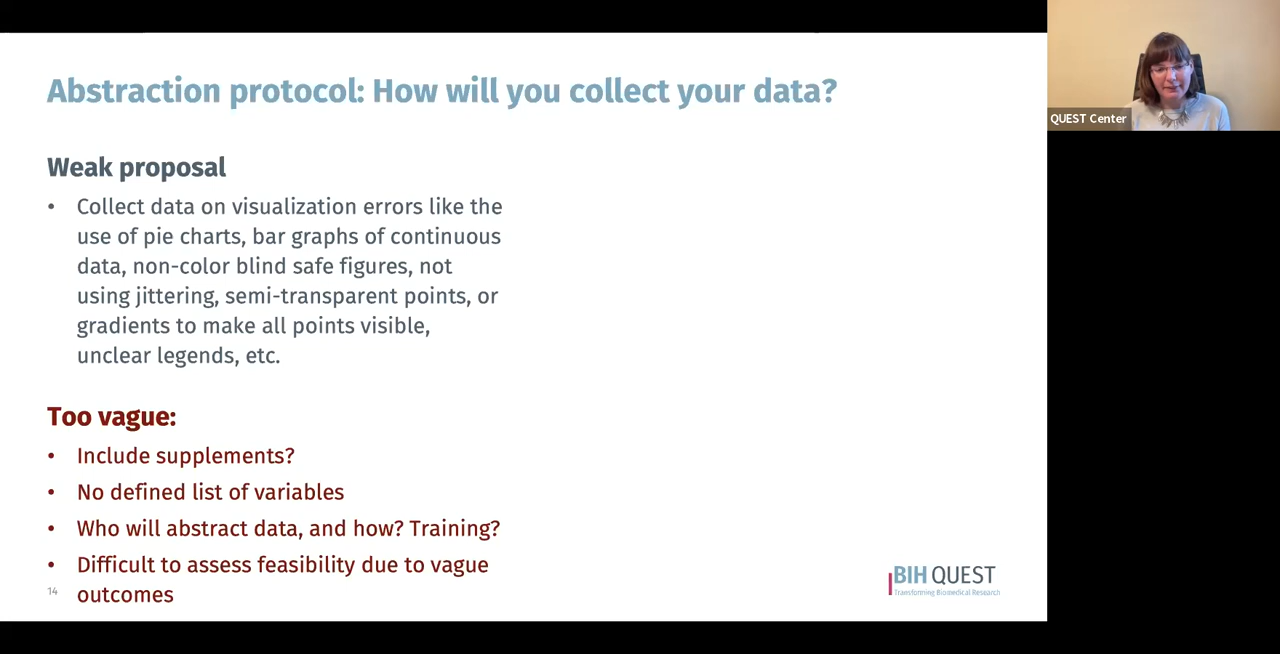 Abstraction protocol: How will you collect your data?
Weak proposal
• Collect data on visualization errors like the
use of pie charts, bar graphs of continuous
data, non-color blind safe figures, not
using jittering, semi-transparent points, or
gradients to make all points visible,
unclear legends, etc.
Too vague:
• Include supplements?
• No defined list of variables
• Who will abstract data, and how? Training?
• Difficult to assess feasibility due to vague
outcomes
14
BIH QUEST
Transforming Biomedical Research
QUEST Center